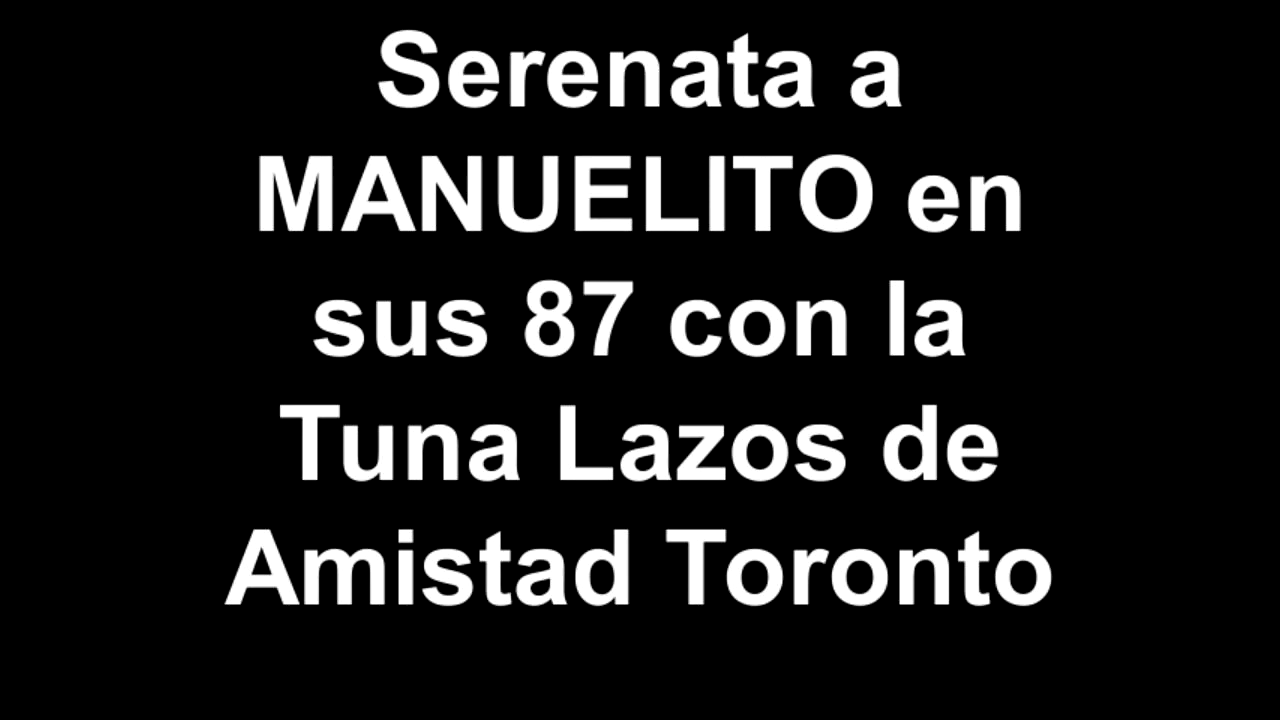 Serenata a
MANUELITO en
sus 87 con la
Tuna Lazos de
Amistad Toronto